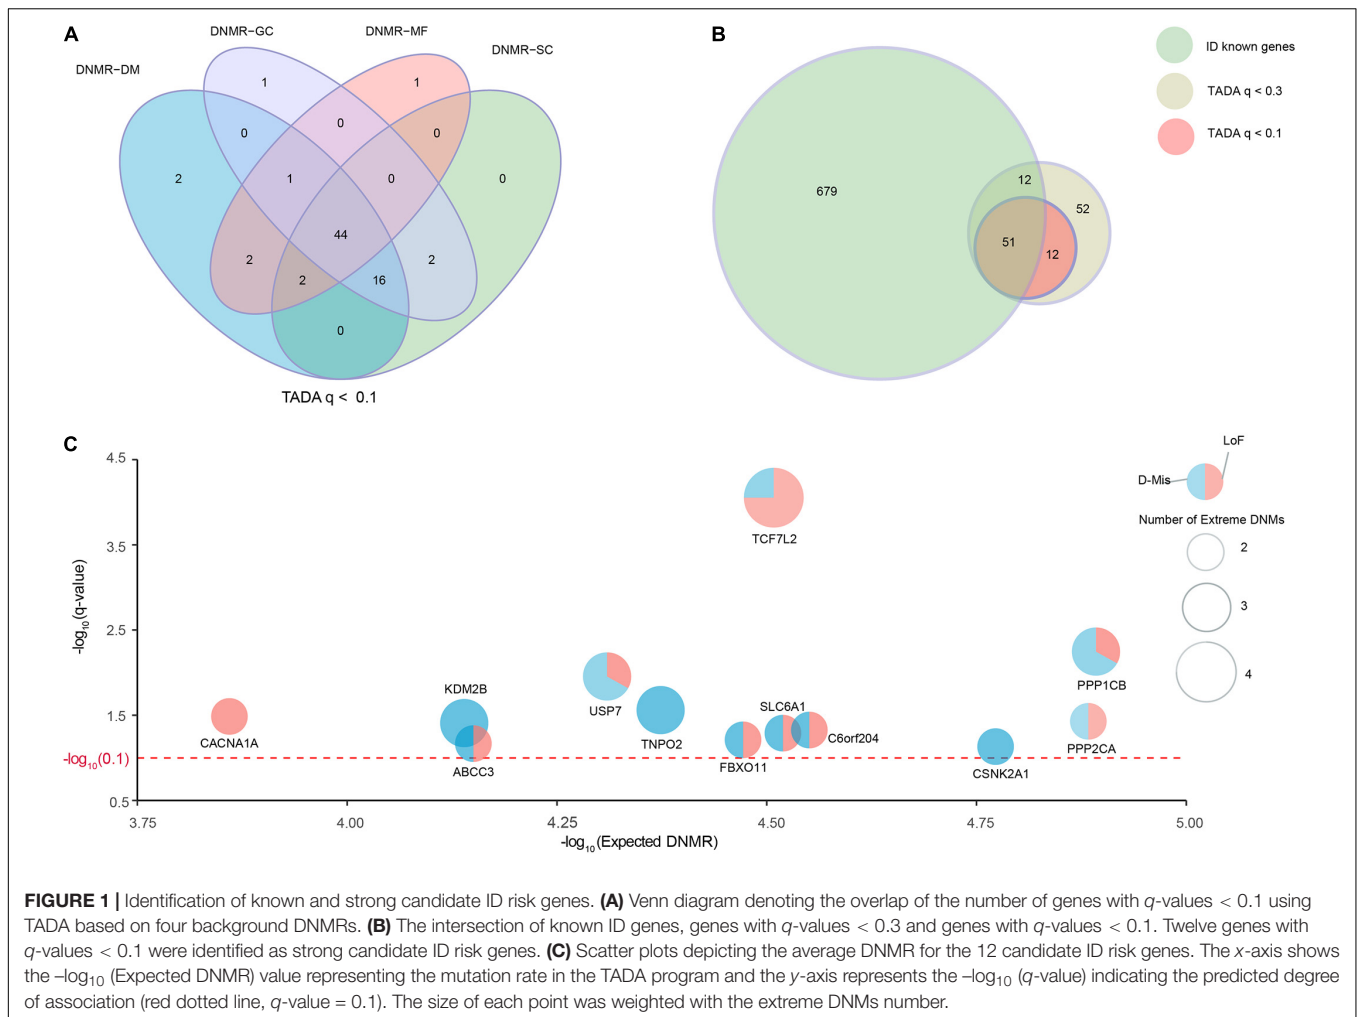 A
DNMR−DM
DNMR−GC
DNMR−MF
DNMR−SC
1
1
0
0
0
2
1
0
0
44
2
2
2
16
0
TADA q < 0.1
B
679
12
52
51
12
ID known genes
TADA q < 0.3
TADA q < 0.1
C
4.5
3.5
2.5
1.5
-log10(0.1)
0.5
-log10(q-value)
3.75
4.00
4.25
4.50
4.75
5.00
-log10(Expected DNMR)
TCF7L2
PPP1CB
USP7
KDM2B
TNPO2
CACNA1A
ABCC3
SLC6A1
C6orf204
FBXO11
CSNK2A1
PPP2CA
LoF
D-Mis
Number of Extreme DNMs
2
3
4
FIGURE 1 | Identification of known and strong candidate ID risk genes. (A) Venn diagram denoting the overlap of the number of genes with q-values < 0.1 using
TADA based on four background DNMRs. (B) The intersection of known ID genes, genes with q-values < 0.3 and genes with q-values < 0.1. Twelve genes with
q-values < 0.1 were identified as strong candidate ID risk genes. (C) Scatter plots depicting the average DNMR for the 12 candidate ID risk genes. The x-axis shows
the –log10 (Expected DNMR) value representing the mutation rate in the TADA program and the y-axis represents the –log10 (q-value) indicating the predicted degree
of association (red dotted line, q-value = 0.1). The size of each point was weighted with the extreme DNMs number.